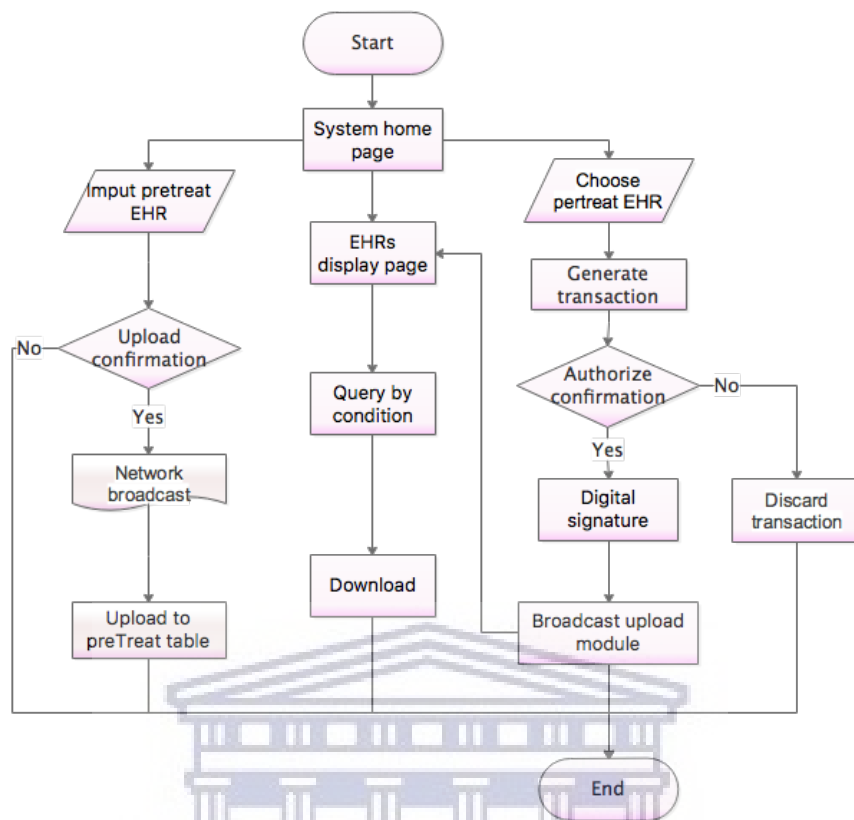 Start
System home
page
Imput pretreat
EHR
Choose
pertreat EHR
EHRs
display page
Generate
transaction
No
Upload
confirmation
Authorize
confirmation
No
Query by
condition
Yes
Yes
Network
broadcast
Digital
signature
Discard
transaction
Download
Upload to
preTreat table
Broadcast upload
module
End